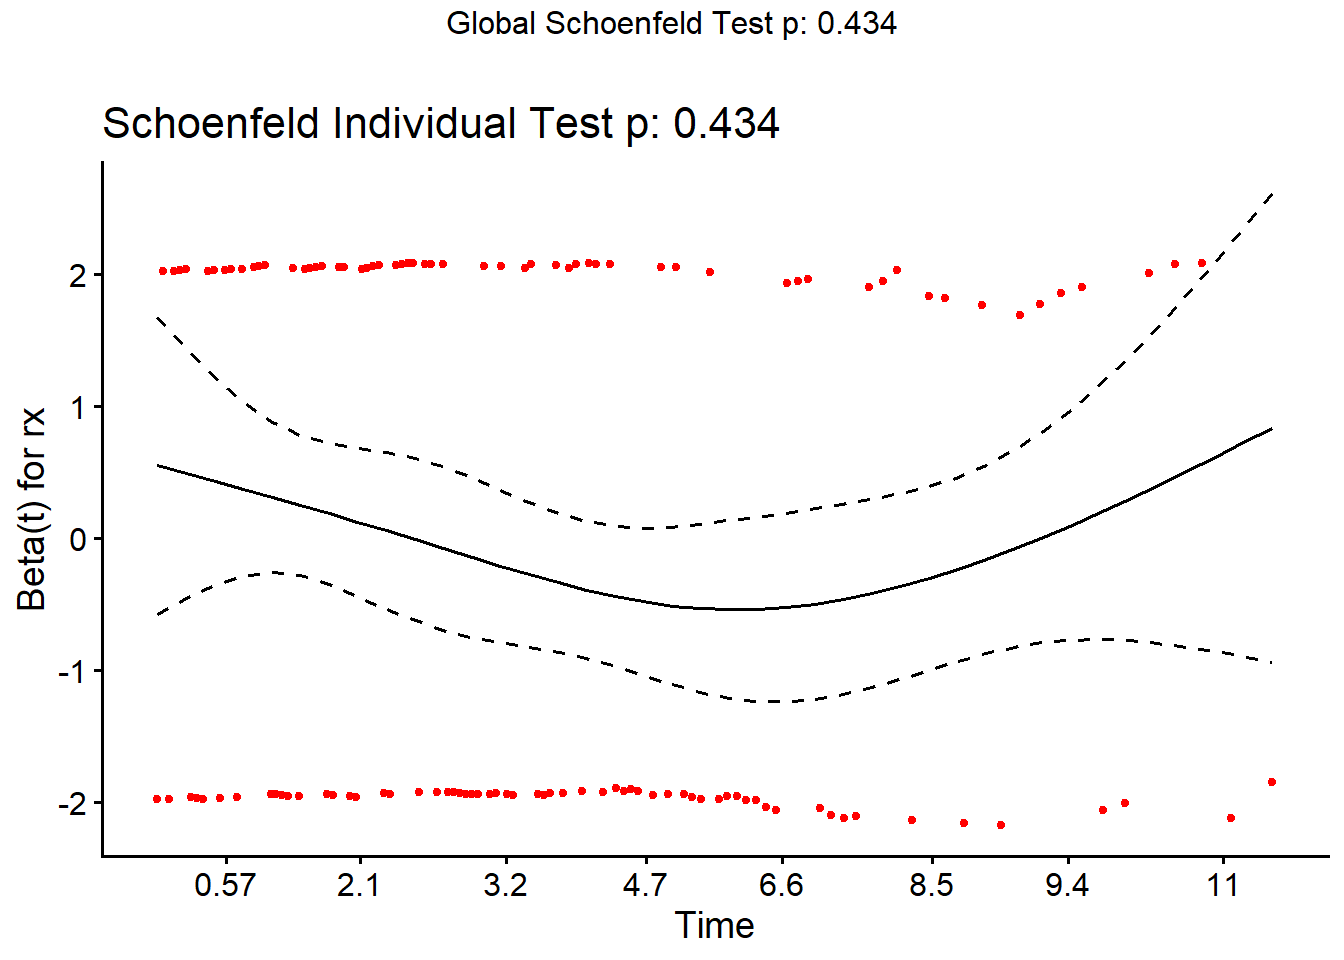 Global Schoenfeld Test p: 0.434
Schoenfeld Individual Test p: 0.434
Beta(t) for rx
2
1
0
-1
-2
0.57 2.1 3.2 4.7 6.6 8.5 9.4 11
Time